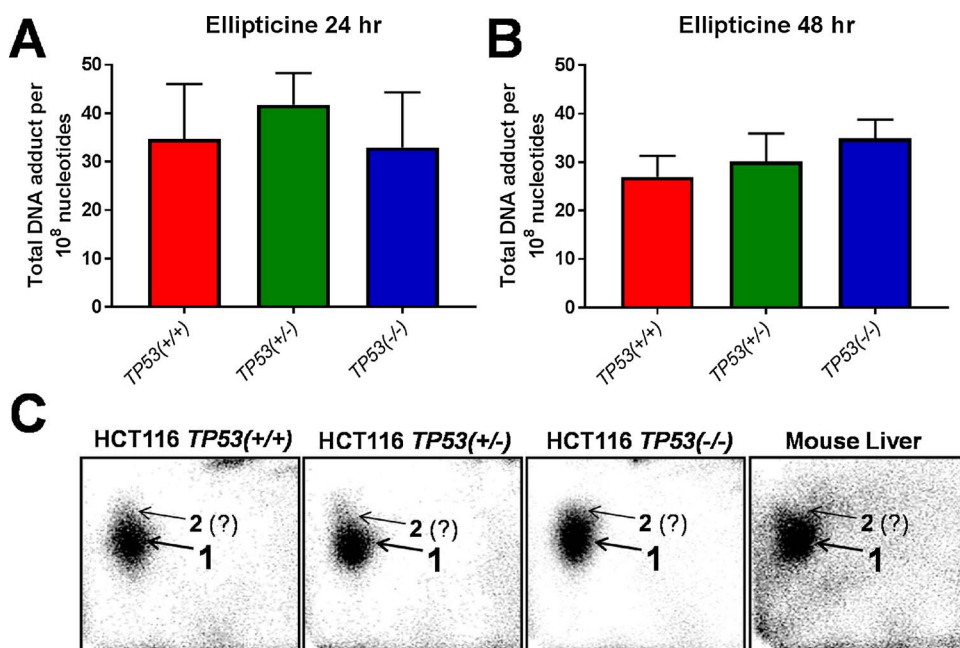 A
Ellipticine 24 hr
Total DNA adduct per
10⁸ nucleotides
50
40
30
20
10
0
TP53(+/+)
TP53(+/-)
TP53(-/-)
B
Ellipticine 48 hr
Total DNA adduct per
10⁸ nucleotides
50
40
30
20
10
0
TP53(+/+)
TP53(+/-)
TP53(-/-)
C
HCT116 TP53(+/+)
2 (?)
1
HCT116 TP53(+/-)
2 (?)
1
HCT116 TP53(-/-)
2 (?)
1
Mouse Liver
2 (?)
1